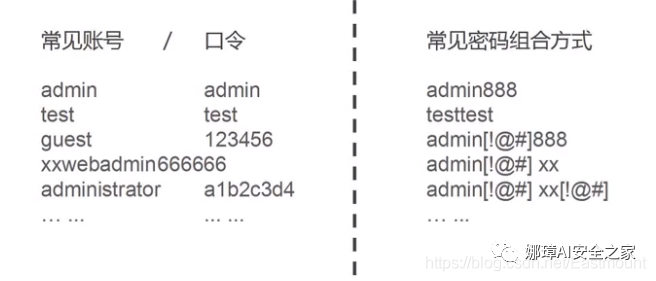 常见账号 / 口令
admin admin
test test
guest 123456
xxwebadmin666666
administrator a1b2c3d4
… ... ... ...
常见密码组合方式
admin888
testtest
admin[!@#]888
admin[!@#] xx
admin[!@#] xx[!@#]
… ...
娜璋AI安全之家
https://blog.csdn.net/Eastmount